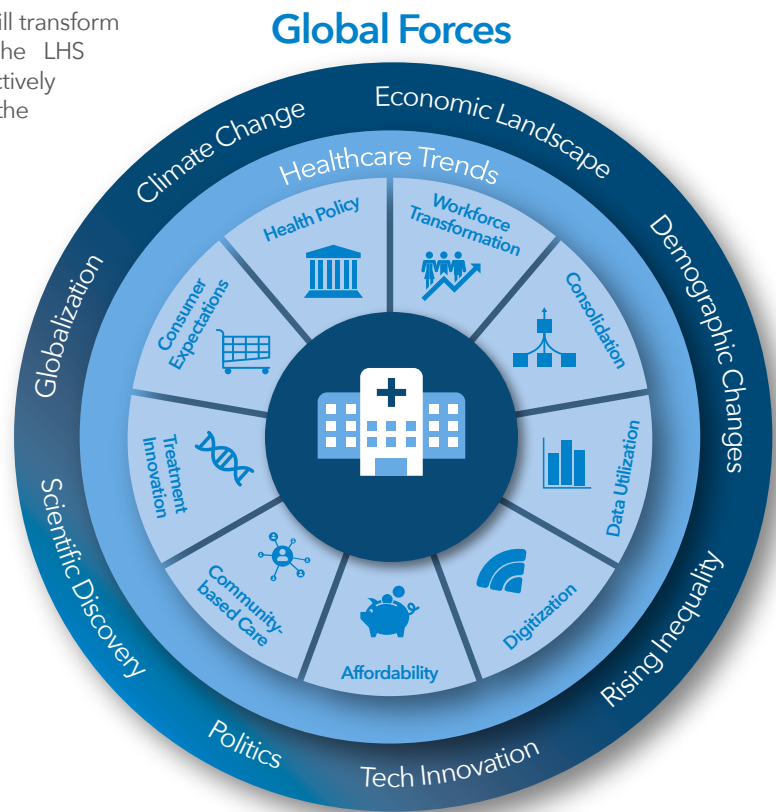 ill transform
he LHS
ctively
the
Global Forces
Climate Change
Economic Landscape
Demographic Changes
Rising Inequality
Tech Innovation
Politics
Scientific Discovery
Globalization
Healthcare Trends
Health Policy
Workforce
Transformation
Consolidation
Data Utilization
Digitization
Affordability
Community-
based Care
Treatment
Innovation
Consumer
Expectations